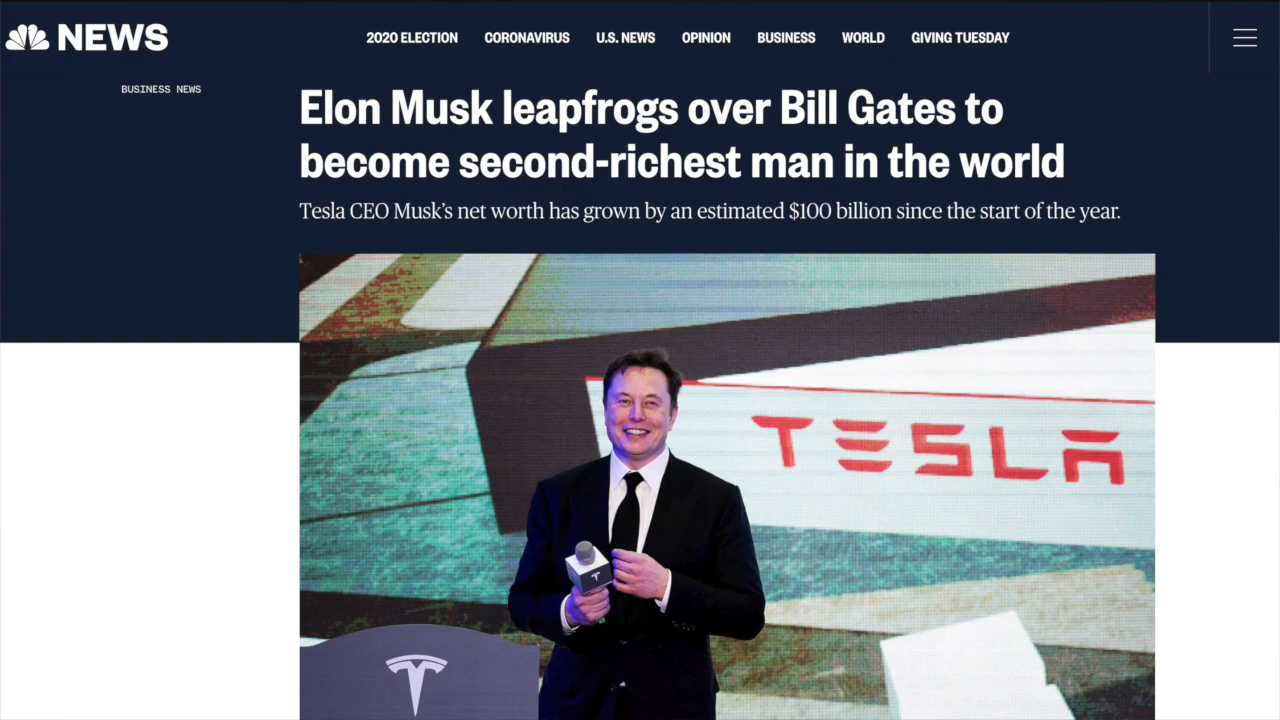 NEWS
2020 ELECTION CORONAVIRUS U.S. NEWS OPINION BUSINESS WORLD GIVING TUESDAY
BUSINESS NEWS
Elon Musk leapfrogs over Bill Gates to
become second-richest man in the world
Tesla CEO Musk’s net worth has grown by an estimated $100 billion since the start of the year.
TESLA